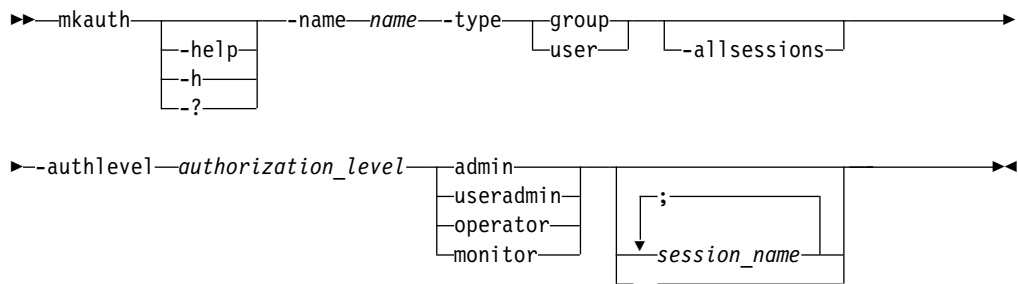 mkauth -name name -type group -allsessions
-help user
-h
-?
-authlevel authorization_level admin
useradmin ;
operator
monitor session_name